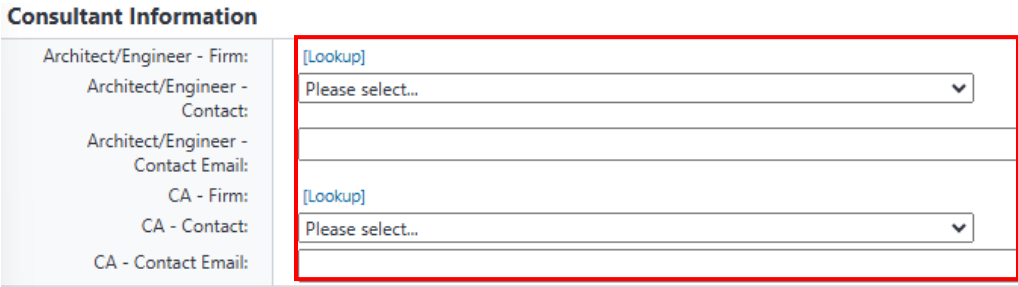 Consultant Information
Architect/Engineer - Firm: [Lookup]
Architect/Engineer - Contact: Please select...
Architect/Engineer - Contact Email:
CA - Firm: [Lookup]
CA - Contact: Please select...
CA - Contact Email: